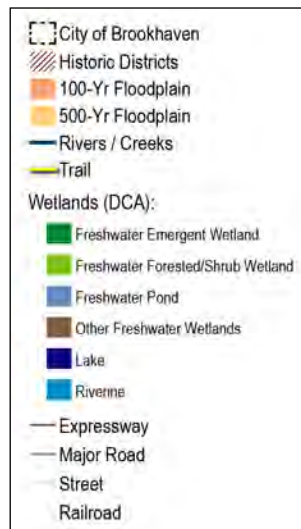 City of Brookhaven
Historic Districts
100-Yr Floodplain
500-Yr Floodplain
Rivers / Creeks
Trail
Wetlands (DCA):
Freshwater Emergent Wetland
Freshwater Forested/Shrub Wetland
Freshwater Pond
Other Freshwater Wetlands
Lake
Riverine
Expressway
Major Road
Street
Railroad